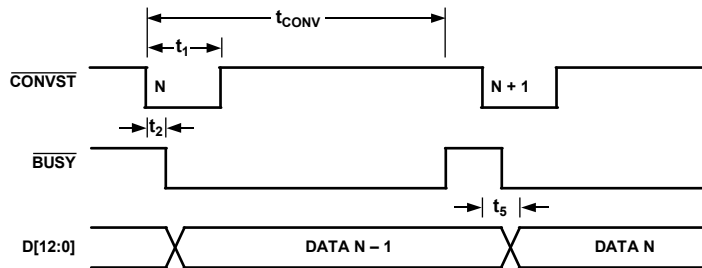 tCONV
t1
CONVST
N
N + 1
t2
BUSY
t5
D[12:0]
DATA N – 1
DATA N